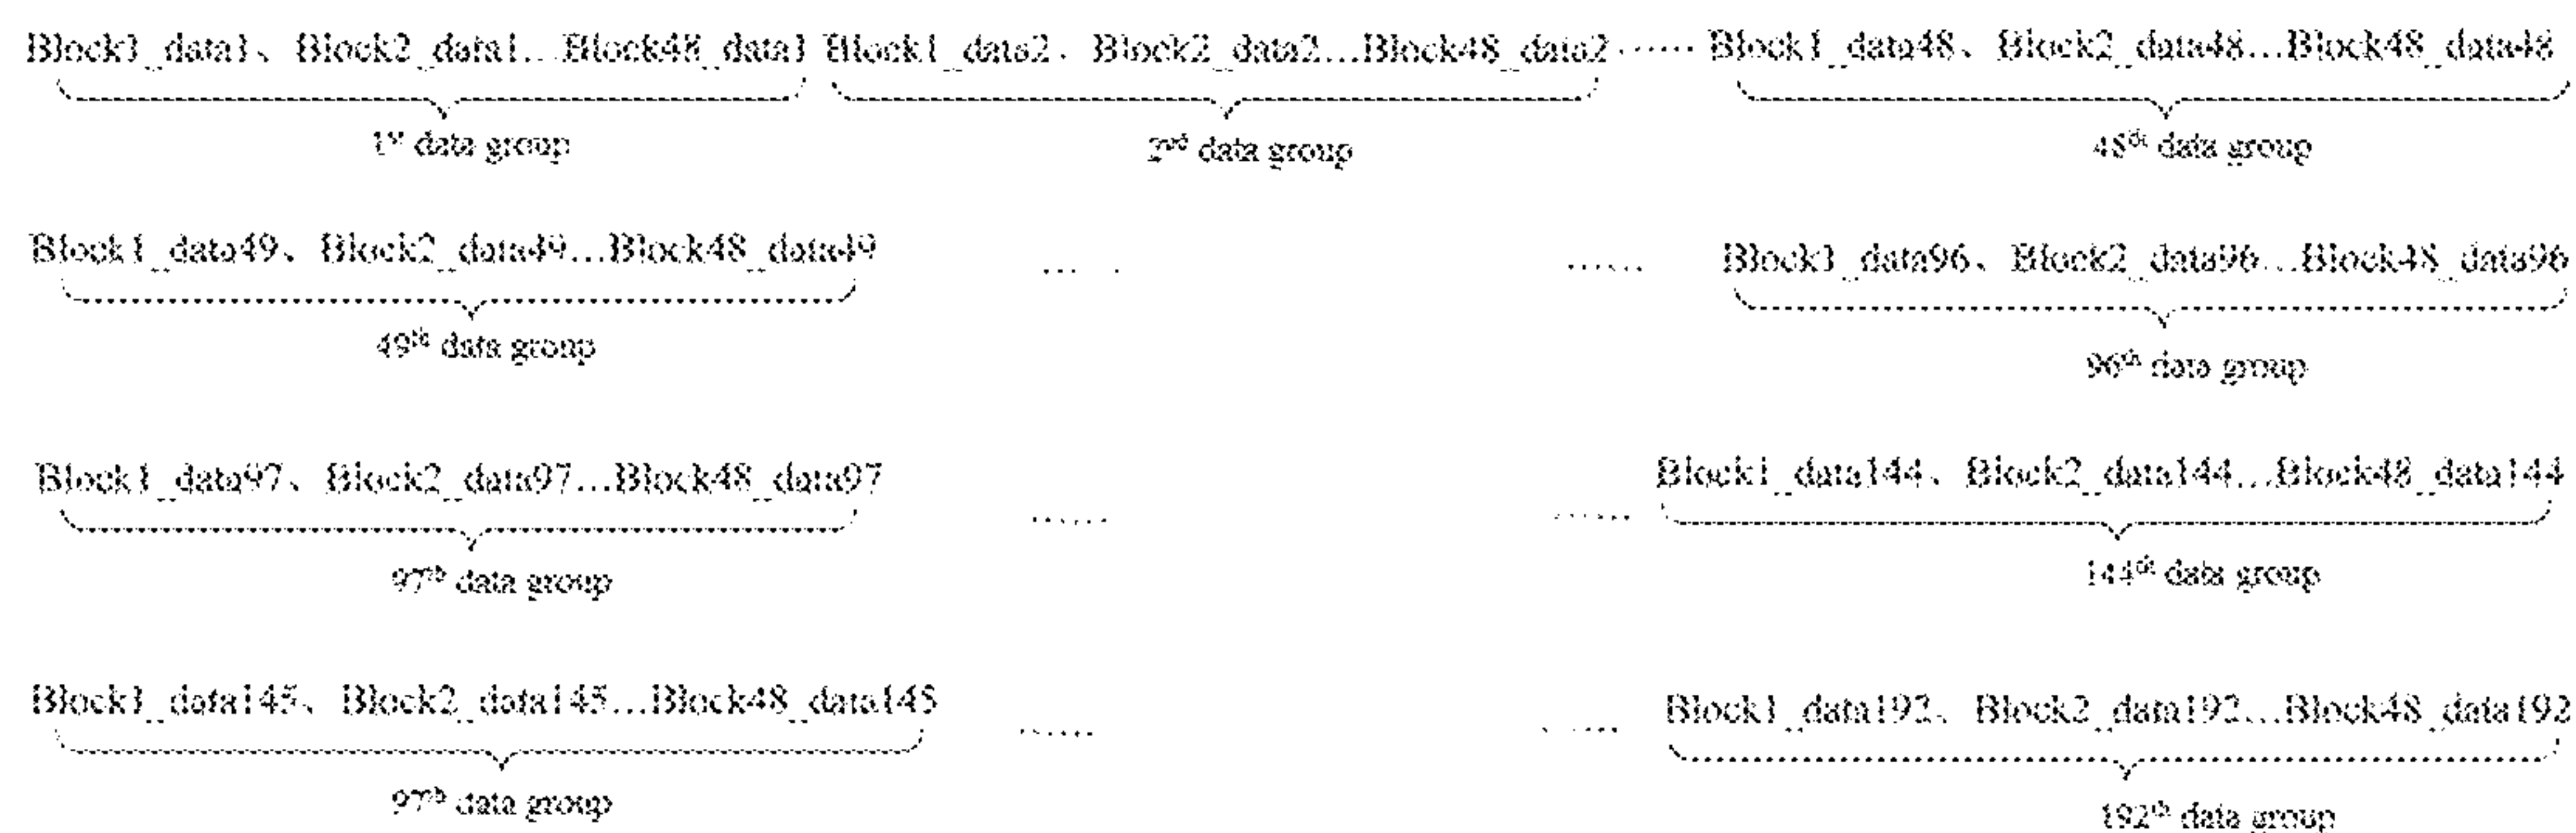 Block1_data1、Block2_data1...Block48_data1 Block1_data2、Block2_data2...Block48_data2 ...... Block1_data48、Block2_data48...Block48_data48
1st data group 2nd data group 48th data group
Block1_data49、Block2_data49...Block48_data49 ...... ...... Block1_data96、Block2_data96...Block48_data96
49th data group 96th data group
Block1_data97、Block2_data97...Block48_data97 ...... ...... Block1_data144、Block2_data144...Block48_data144
97th data group 144th data group
Block1_data145、Block2_data145...Block48_data145 ...... ...... Block1_data192、Block2_data192...Block48_data192
97th data group 192th data group